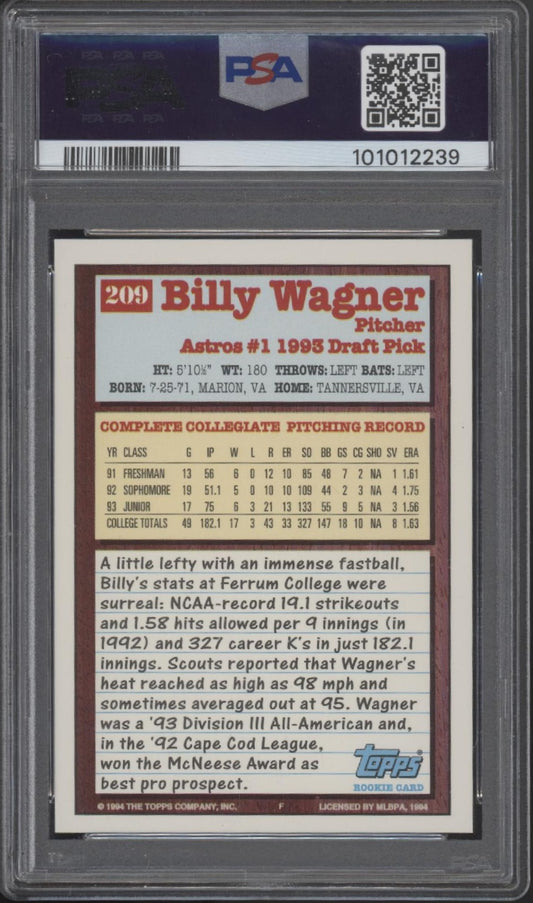 PSA PSA PSA
PSA
PSA PSA PSA
PSA
101012239
209 Billy Wagner
Pitcher
Astros #1 1993 Draft Pick
HT: 5'10½" WT: 180 THROWS: LEFT BATS: LEFT
BORN: 7-25-71, MARION, VA HOME: TANNERSVILLE, VA
COMPLETE COLLEGIATE PITCHING RECORD
YR CLASS G IP W L R ER SO BB GS CG SHO SV ERA
91 FRESHMAN 13 56 6 0 12 10 85 48 7 2 NA 1 1.61
92 SOPHOMORE 19 51.1 5 0 10 10 109 44 2 3 NA 4 1.75
93 JUNIOR 17 75 6 3 21 13 133 55 9 5 NA 3 1.56
COLLEGE TOTALS 49 182.1 17 3 43 33 327 147 18 10 NA 8 1.63
A little lefty with an immense fastball,
Billy's stats at Ferrum College were
surreal: NCAA-record 19.1 strikeouts
and 1.58 hits allowed per 9 innings (in
1992) and 327 career K's in just 182.1
innings. Scouts reported that Wagner's
heat reached as high as 98 mph and
sometimes averaged out at 95. Wagner
was a '93 Division III All-American and,
in the '92 Cape Cod League,
won the McNeese Award as
best pro prospect.
Topps
ROOKIE CARD
© 1994 THE TOPPS COMPANY, INC. F LICENSED BY MLBPA, 1994
PSA